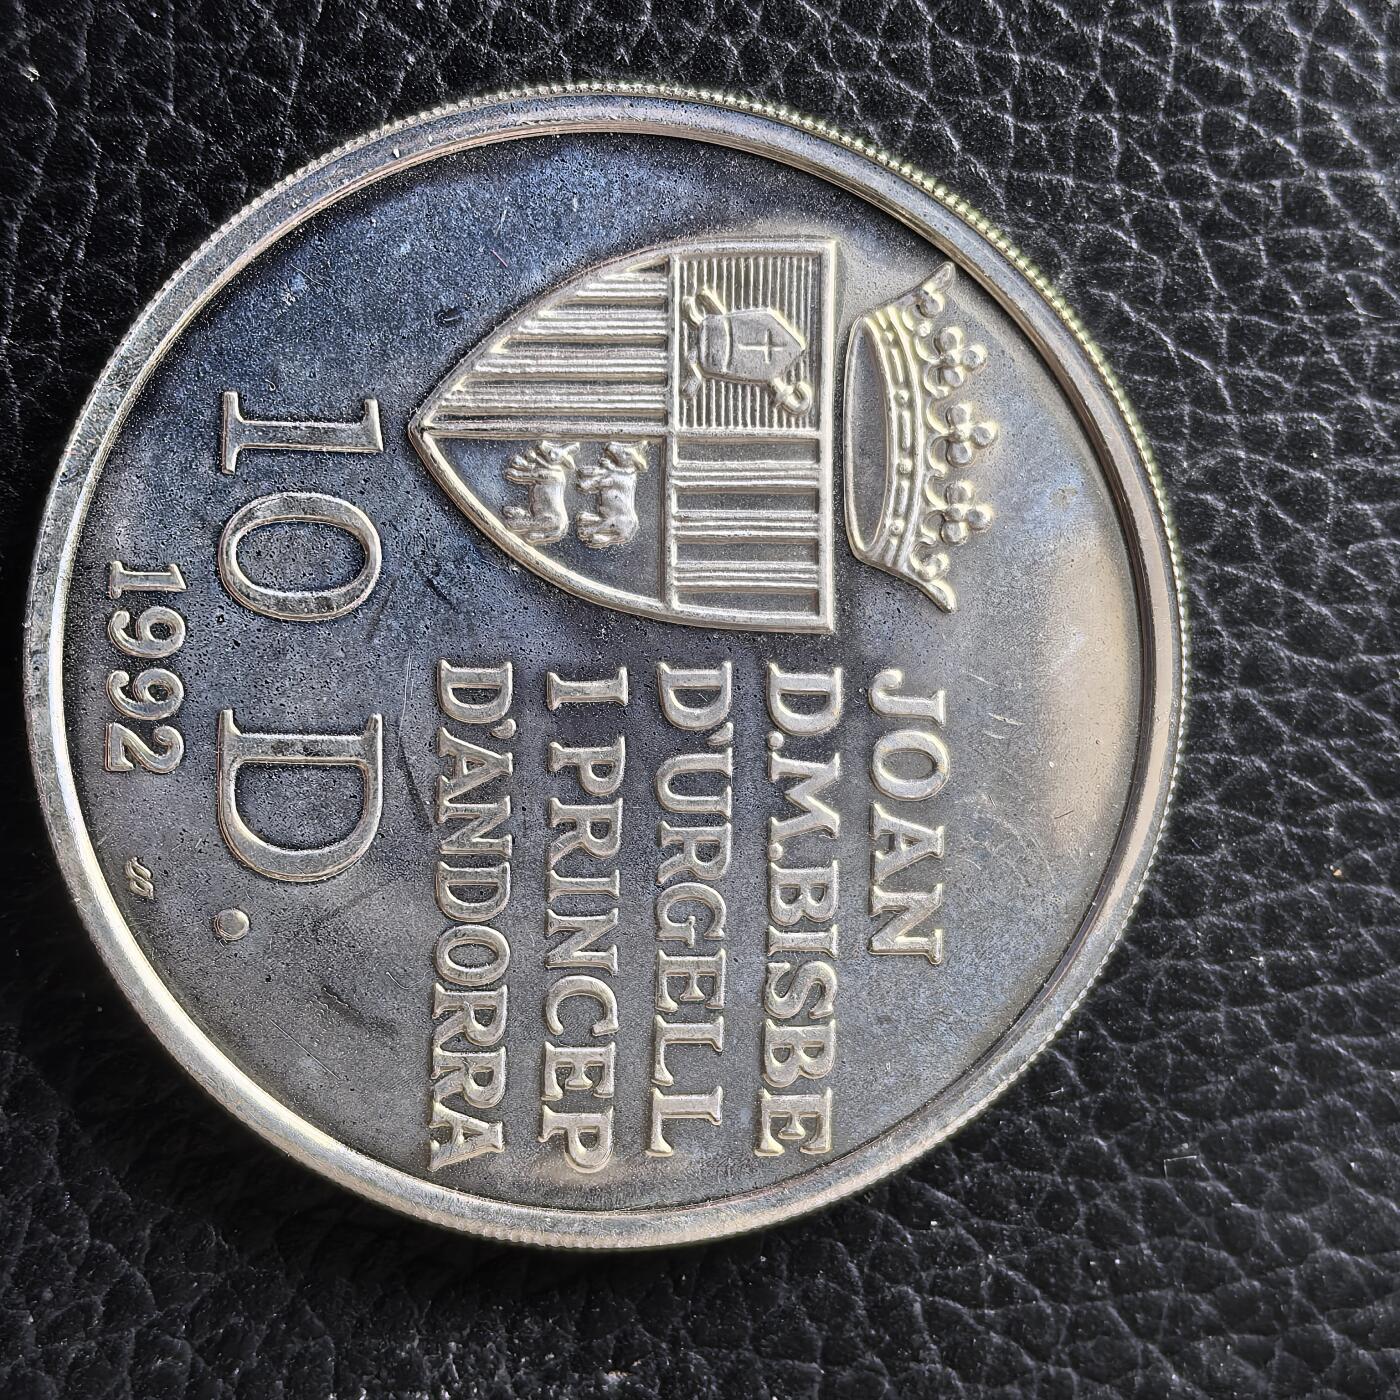 JOAN
D.M.BISBE
D'URGELL
I PRINCEP
D'ANDORRA
10 D
1992